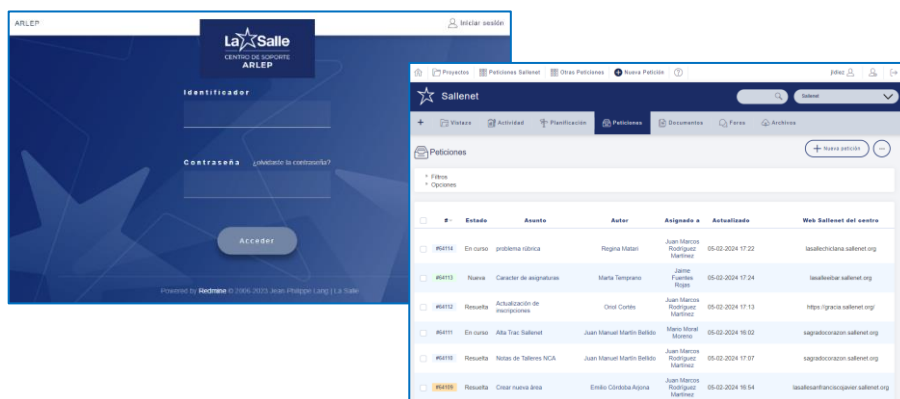 ARLEP
Iniciar sesión
La Salle
CENTRO DE SOPORTE
ARLEP
Identificador
Contraseña ¿olvidaste la contraseña?
Acceder
Powered by Redmine © 2006-2023 Jean-Philippe Lang | La Salle
Proyectos Peticiones Sallenet Otras Peticiones Nueva Petición jldiez
Sallenet Sallenet
+ Vistazo Actividad Planificación Peticiones Documentos Foros Archivos
Peticiones + Nueva petición
Filtros
Opciones
# Estado Asunto Autor Asignado a Actualizado Web Sallenet del centro
#64114 En curso problema rúbrica Regina Matari Juan Marcos Rodríguez Martínez 05-02-2024 17:22 lasallechiclana.sallenet.org
#64113 Nueva Caracter de asignaturas Marta Temprano Jaime Fuentes Rojas 05-02-2024 17:24 lasalleeibar.sallenet.org
#64112 Resuelta Actualización de inscripciones Oriol Cortés Juan Marcos Rodríguez Martínez 05-02-2024 17:13 https://gracia.sallenet.org/
#64111 En curso Alta Trac Sallenet Juan Manuel Martín Bellido Mario Moral Moreno 05-02-2024 16:02 sagradocorazon.sallenet.org
#64110 Resuelta Notas de Talleres NCA Juan Manuel Martín Bellido Juan Marcos Rodríguez Martínez 05-02-2024 17:07 sagradocorazon.sallenet.org
#64109 Resuelta Crear nueva área Emilio Córdoba Arjona Juan Marcos Rodríguez Martínez 05-02-2024 16:54 lasallesanfranciscojavier.sallenet.org